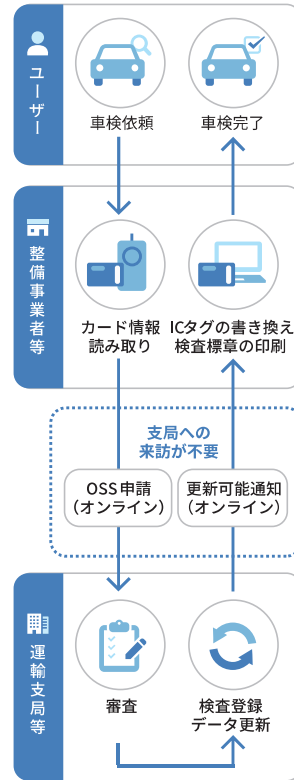 ユーザー
車検依頼
車検完了
整備事業者等
カード情報
読み取り
ICタグの書き換え
検査標章の印刷
支局への
来訪が不要
OSS申請
（オンライン）
更新可能通知
（オンライン）
運輸支局等
審査
検査登録
データ更新